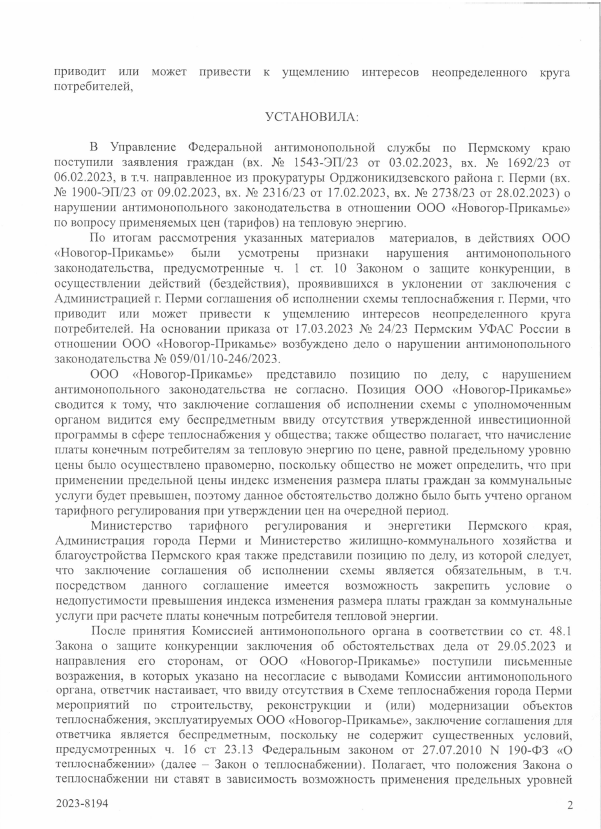 приводит или может привести к ущемлению интересов неопределенного круга
потребителей,
УСТАНОВИЛА:
В Управление Федеральной антимонопольной службы по Пермскому краю
поступили заявления граждан (вх. № 1543-ЭП/23 от 03.02.2023, вх. № 1692/23 от
06.02.2023, в т.ч. направленное из прокуратуры Орджоникидзевского района г. Перми (вх.
№ 1900-ЭП/23 от 09.02.2023, вх. № 2316/23 от 17.02.2023, вх. № 2738/23 от 28.02.2023) о
нарушении антимонопольного законодательства в отношении ООО «Новогор-Прикамье»
по вопросу применяемых цен (тарифов) на тепловую энергию.
По итогам рассмотрения указанных материалов материалов, в действиях ООО
«Новогор-Прикамье» были усмотрены признаки нарушения антимонопольного
законодательства, предусмотренные ч. 1 ст. 10 Законом о защите конкуренции, в
осуществлении действий (бездействия), проявившихся в уклонении от заключения с
Администрацией г. Перми соглашения об исполнении схемы теплоснабжения г. Перми, что
приводит или может привести к ущемлению интересов неопределенного круга
потребителей. На основании приказа от 17.03.2023 № 24/23 Пермским УФАС России в
отношении ООО «Новогор-Прикамье» возбуждено дело о нарушении антимонопольного
законодательства № 059/01/10-246/2023.
ООО «Новогор-Прикамье» представило позицию по делу, с нарушением
антимонопольного законодательства не согласно. Позиция ООО «Новогор-Прикамье»
сводится к тому, что заключение соглашения об исполнении схемы с уполномоченным
органом видится ему беспредметным ввиду отсутствия утвержденной инвестиционной
программы в сфере теплоснабжения у общества; также общество полагает, что начисление
платы конечным потребителям за тепловую энергию по цене, равной предельному уровню
цены было осуществлено правомерно, поскольку общество не может определить, что при
применении предельной цены индекс изменения размера платы граждан за коммунальные
услуги будет превышен, поэтому данное обстоятельство должно было быть учтено органом
тарифного регулирования при утверждении цен на очередной период.
Министерство тарифного регулирования и энергетики Пермского края,
Администрация города Перми и Министерство жилищно-коммунального хозяйства и
благоустройства Пермского края также представили позицию по делу, из которой следует,
что заключение соглашения об исполнении схемы является обязательным, в т.ч.
посредством данного соглашение имеется возможность закрепить условие о
недопустимости превышения индекса изменения размера платы граждан за коммунальные
услуги при расчете платы конечным потребителя тепловой энергии.
После принятия Комиссией антимонопольного органа в соответствии со ст. 48.1
Закона о защите конкуренции заключения об обстоятельствах дела от 29.05.2023 и
направления его сторонам, от ООО «Новогор-Прикамье» поступили письменные
возражения, в которых указано на несогласие с выводами Комиссии антимонопольного
органа, ответчик настаивает, что ввиду отсутствия в Схеме теплоснабжения города Перми
мероприятий по строительству, реконструкции и (или) модернизации объектов
теплоснабжения, эксплуатируемых ООО «Новогор-Прикамье», заключение соглашения для
ответчика является беспредметным, поскольку не содержит существенных условий,
предусмотренных ч. 16 ст 23.13 Федеральным законом от 27.07.2010 N 190-ФЗ «О
теплоснабжении» (далее – Закон о теплоснабжении). Полагает, что положения Закона о
теплоснабжении ни ставят в зависимость возможность применения предельных уровней
2023-8194
2